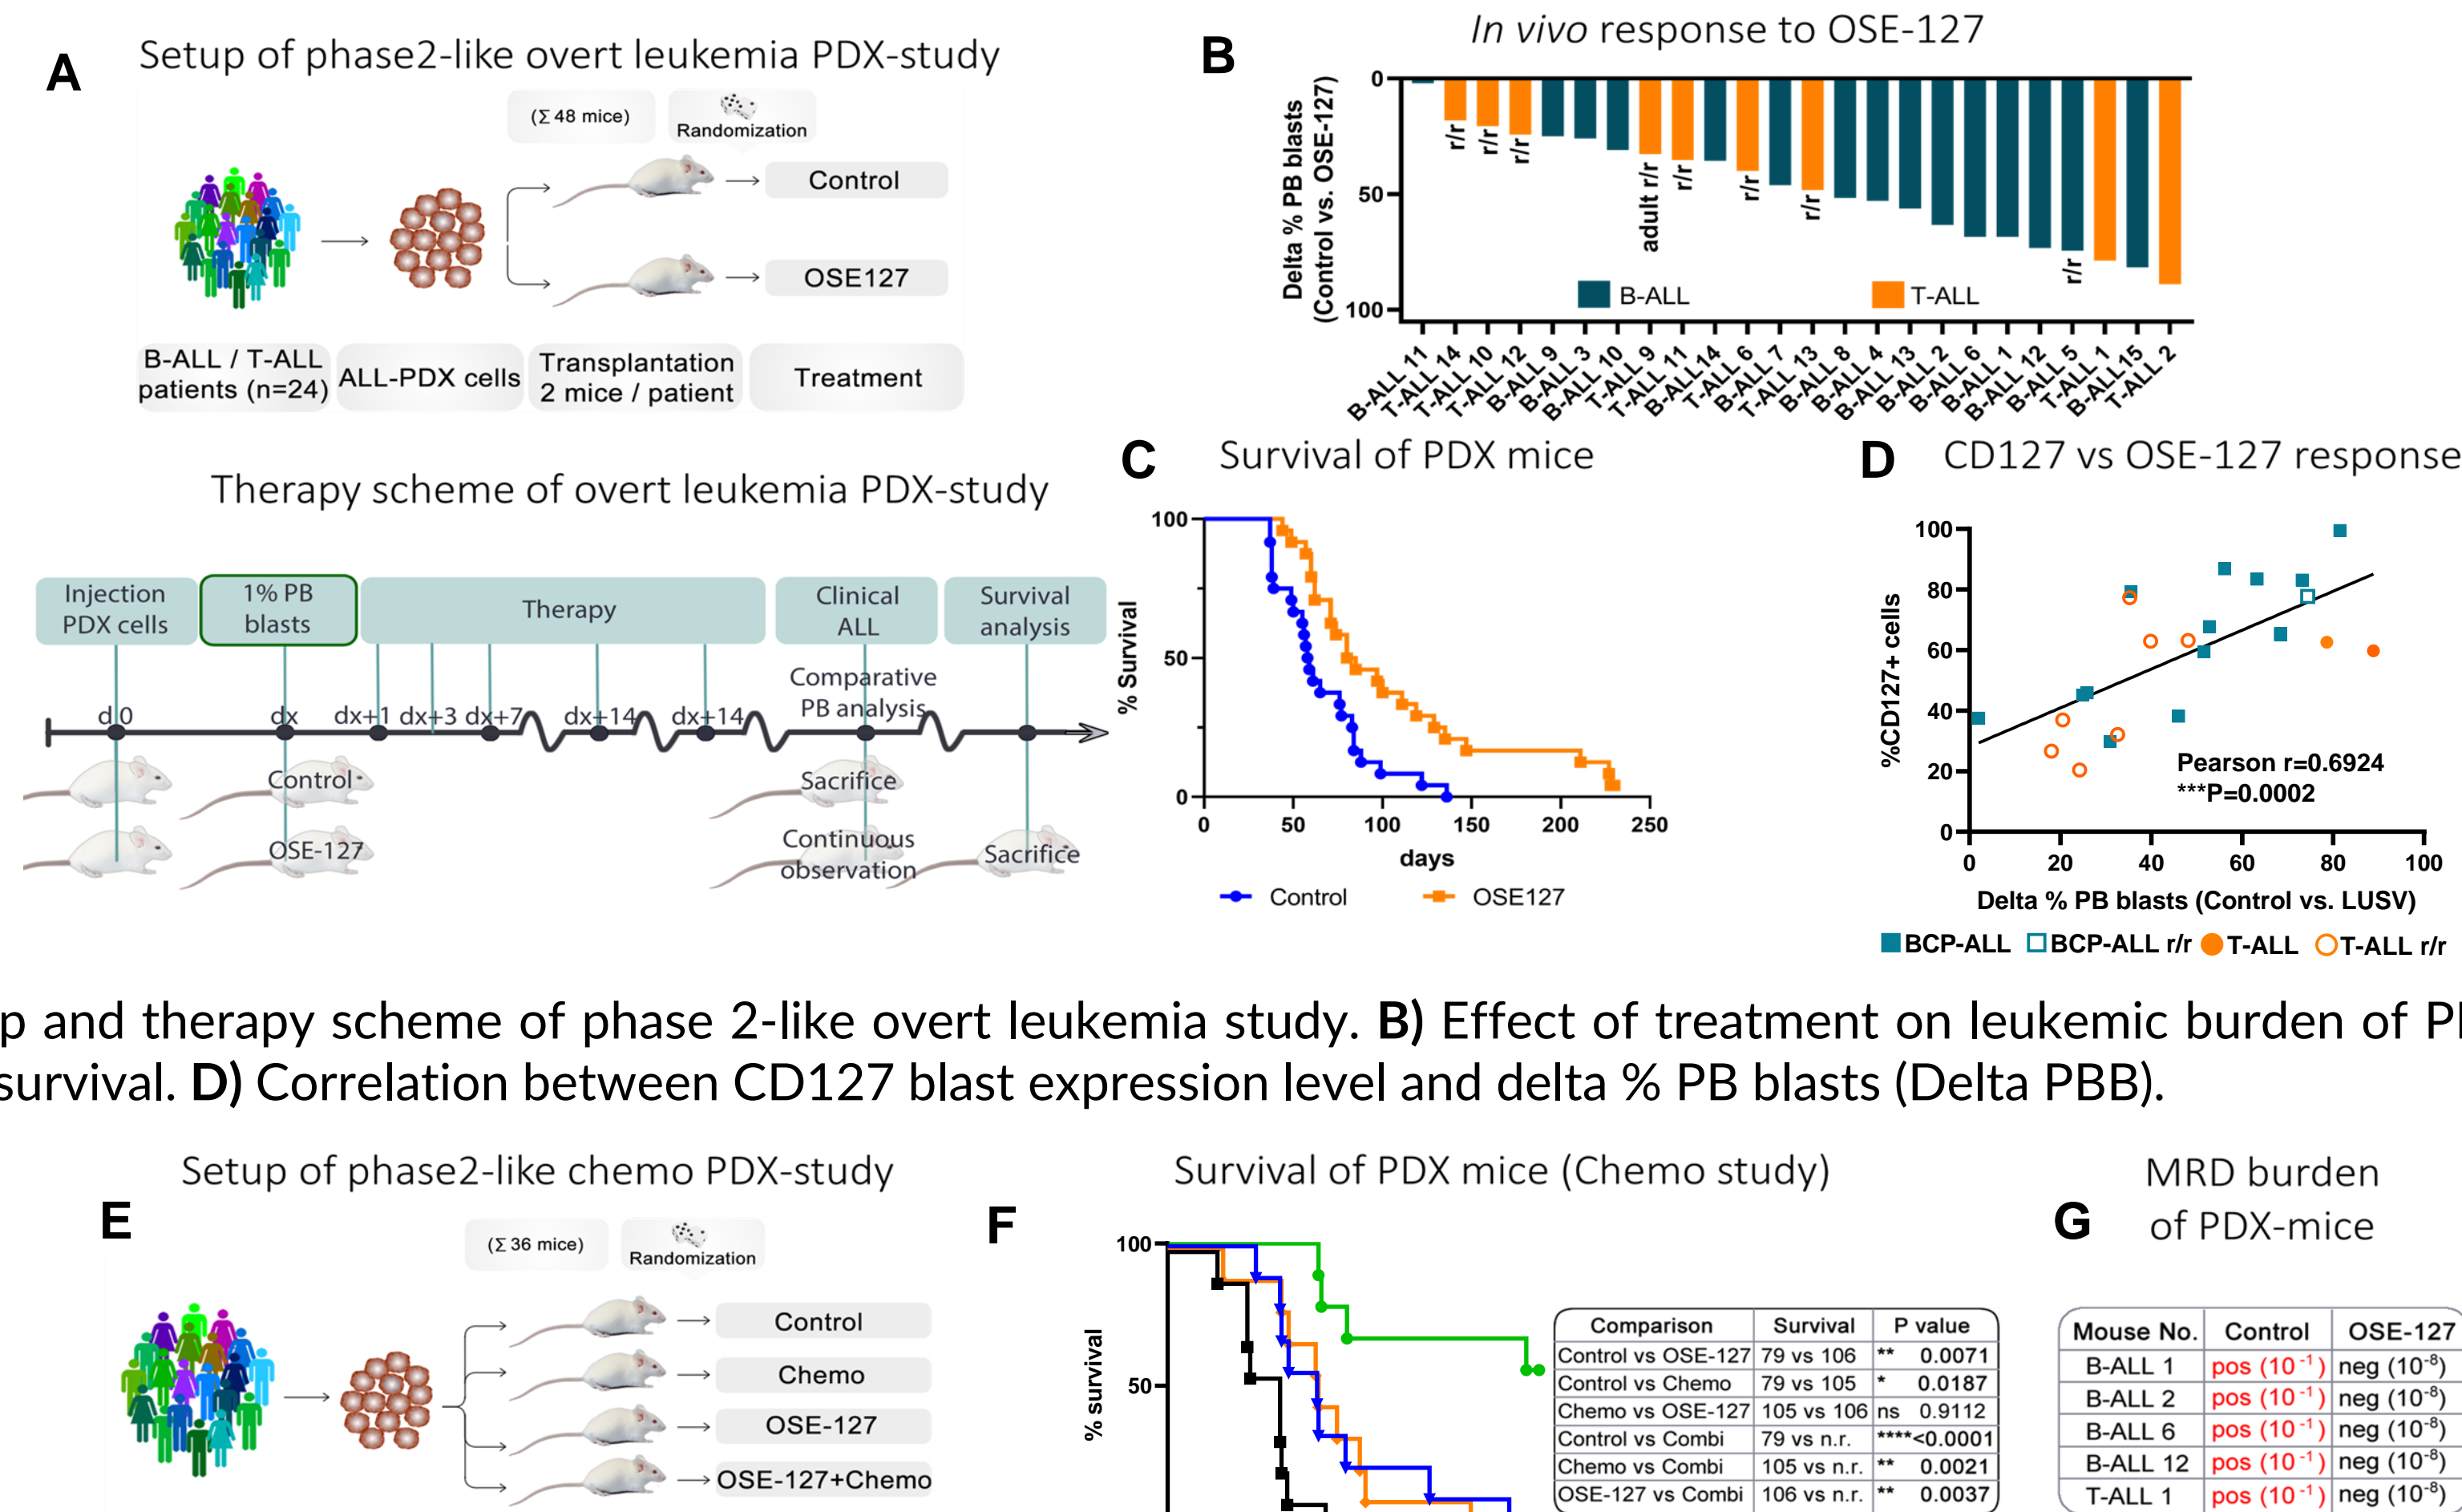 A
Setup of phase2-like overt leukemia PDX-study
(Σ 48 mice)
Randomization
Control
OSE127
B-ALL / T-ALL
patients (n=24)
ALL-PDX cells
Transplantation
2 mice / patient
Treatment
Therapy scheme of overt leukemia PDX-study
Injection
PDX cells
1% PB
blasts
Therapy
Clinical
ALL
Survival
analysis
Comparative
PB analysis
d 0
dx
dx+1
dx+3
dx+7
dx+14
dx+14
Control
OSE-127
Sacrifice
Continuous
observation
Sacrifice
B
In vivo response to OSE-127
Delta % PB blasts
(Control vs. OSE-127)
0
50
100
r/r
r/r
r/r
adult r/r
r/r
r/r
r/r
r/r
B-ALL
T-ALL
B-ALL 11
T-ALL 14
T-ALL 10
T-ALL 12
B-ALL 9
B-ALL 3
B-ALL 10
T-ALL 9
T-ALL 11
B-ALL14
T-ALL 6
B-ALL 7
T-ALL 13
B-ALL 8
B-ALL 4
B-ALL 13
B-ALL 2
B-ALL 6
B-ALL 1
B-ALL 12
B-ALL 5
T-ALL 1
B-ALL15
T-ALL 2
C
Survival of PDX mice
% Survival
100
50
0
0 50 100 150 200 250
days
Control
OSE127
D
CD127 vs OSE-127 response
%CD127+ cells
100
80
60
40
20
0
Pearson r=0.6924
***P=0.0002
0 20 40 60 80 100
Delta % PB blasts (Control vs. LUSV)
BCP-ALL
BCP-ALL r/r
T-ALL
T-ALL r/r
p and therapy scheme of phase 2-like overt leukemia study. B) Effect of treatment on leukemic burden of
survival. D) Correlation between CD127 blast expression level and delta % PB blasts (Delta PBB).
E
Setup of phase2-like chemo PDX-study
(Σ 36 mice)
Randomization
Control
Chemo
OSE-127
OSE-127+Chemo
F
Survival of PDX mice (Chemo study)
% survival
100
50
Comparison Survival P value
Control vs OSE-127 79 vs 106 ** 0.0071
Control vs Chemo 79 vs 105 * 0.0187
Chemo vs OSE-127 105 vs 106 ns 0.9112
Control vs Combi 79 vs n.r. ****<0.0001
Chemo vs Combi 105 vs n.r. ** 0.0021
OSE-127 vs Combi 106 vs n.r. ** 0.0037
G
MRD burden
of PDX-mice
Mouse No. Control OSE-127
B-ALL 1 pos (10⁻¹) neg (10⁻⁸)
B-ALL 2 pos (10⁻¹) neg (10⁻⁸)
B-ALL 6 pos (10⁻¹) neg (10⁻⁸)
B-ALL 12 pos (10⁻¹) neg (10⁻⁸)
T-ALL 1 pos (10⁻¹) neg (10⁻⁸)